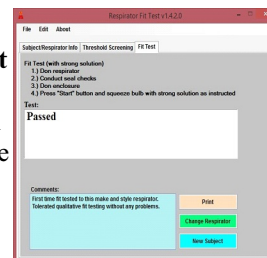 Respirator Fit Test v1.4.2.0
File Edit About
Subject/Respirator Info Threshold Screening Fit Test
Fit Test (with strong solution)
1.) Don respirator
2.) Conduct seal checks
3.) Don enclosure
4.) Press "Start" button and squeeze bulb with strong solution as instructed
Test:
Passed
Comments:
First time fit tested to this make and style respirator.
Tolerated qualitative fit testing without any problems.
Print
Change Respirator
New Subject